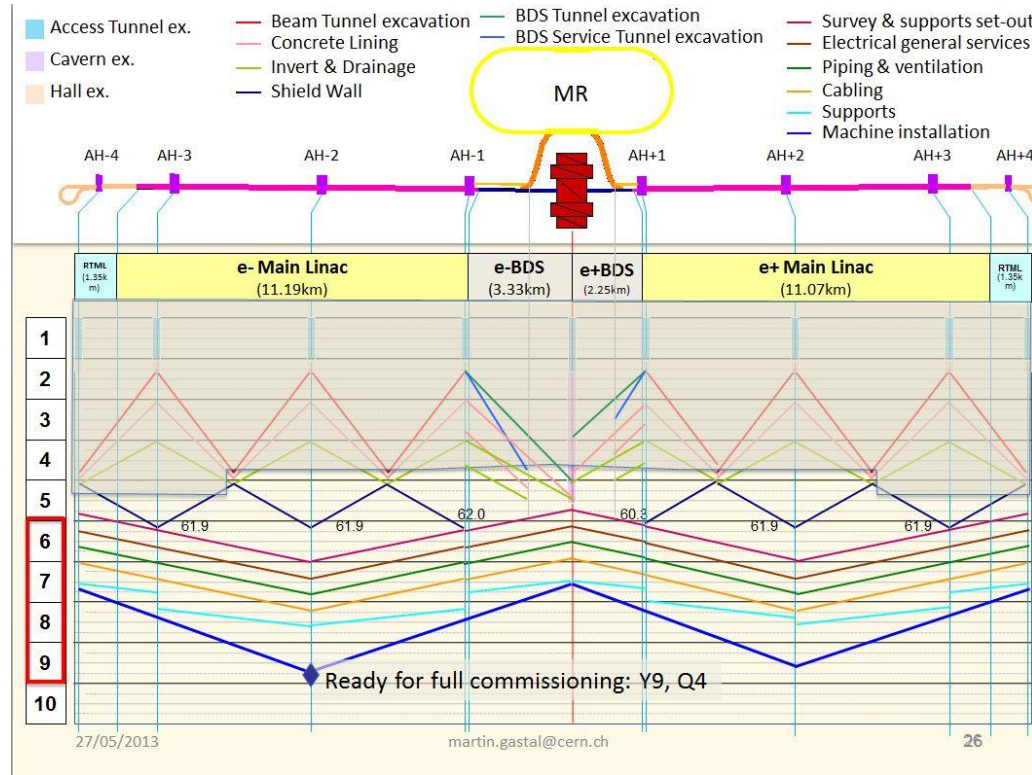 Access Tunnel ex.
Cavern ex.
Hall ex.
Beam Tunnel excavation
Concrete Lining
Invert & Drainage
Shield Wall
BDS Tunnel excavation
BDS Service Tunnel excavation
Survey & supports set-out
Electrical general services
Piping & ventilation
Cabling
Supports
Machine installation
MR
AH-4 AH-3 AH-2 AH-1 AH+1 AH+2 AH+3 AH+4
RTML
(1.35k
m)
e- Main Linac
(11.19km)
e-BDS
(3.33km)
e+BDS
(2.25km)
e+ Main Linac
(11.07km)
RTML
(1.35k
m)
1
2
3
4
5
6
7
8
9
10
61.9 61.9 62.0 60.3 61.9 61.9
Ready for full commissioning: Y9, Q4
27/05/2013 martin.gastal@cern.ch 26